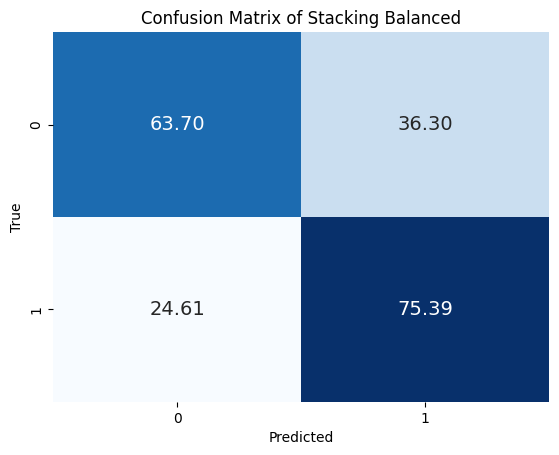 Confusion Matrix of Stacking Balanced
True
0
63.70
36.30
1
24.61
75.39
0
1
Predicted